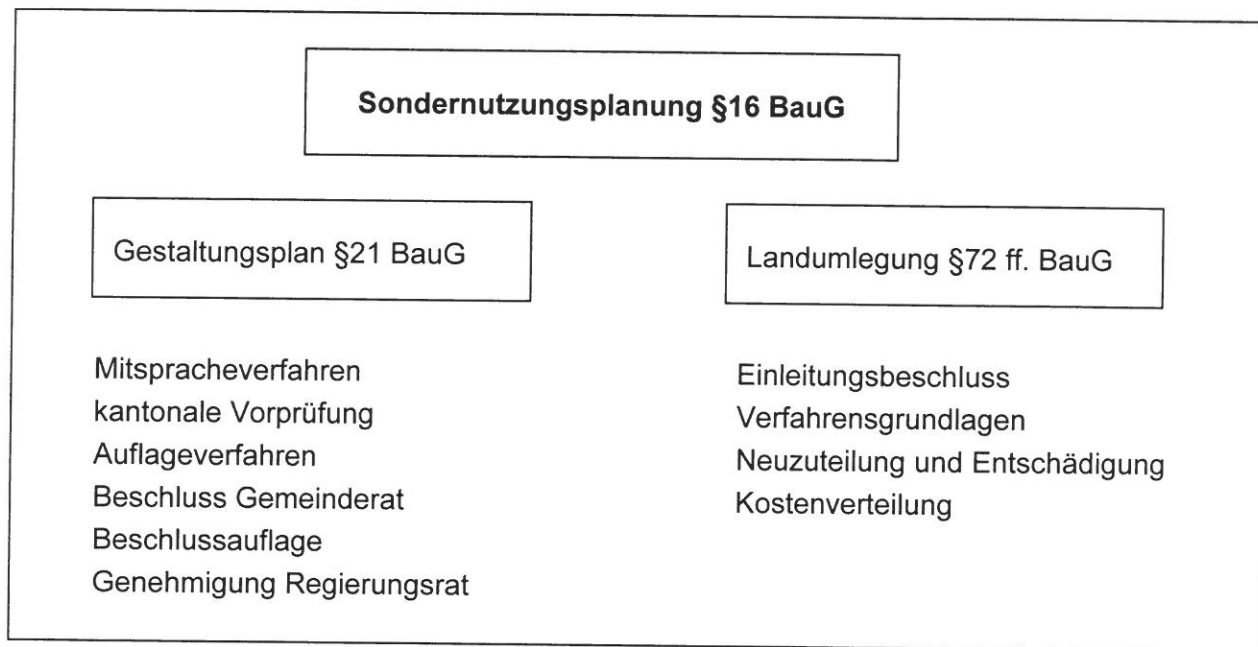 Sondernutzungsplanung §16 BauG
Gestaltungsplan §21 BauG
Mitspracheverfahren
kantonale Vorprüfung
Auflageverfahren
Beschluss Gemeinderat
Beschlussauflage
Genehmigung Regierungsrat
Landumlegung §72 ff. BauG
Einleitungsbeschluss
Verfahrensgrundlagen
Neuzuteilung und Entschädigung
Kostenverteilung